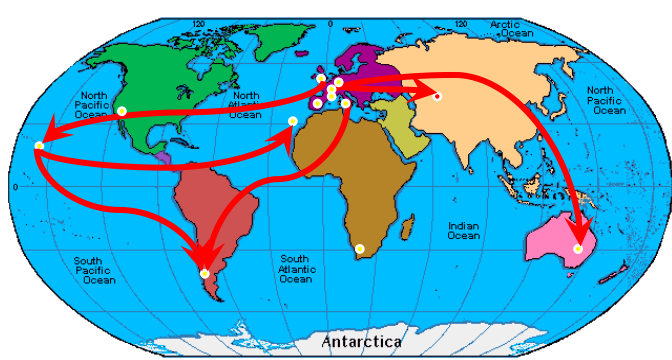 120
0
120
Arctic
Ocean
North
Pacific
Ocean
North
Atlantic
Ocean
North
Pacific
Ocean
0
Indian
Ocean
South
Pacific
Ocean
South
Atlantic
Ocean
Antarctica